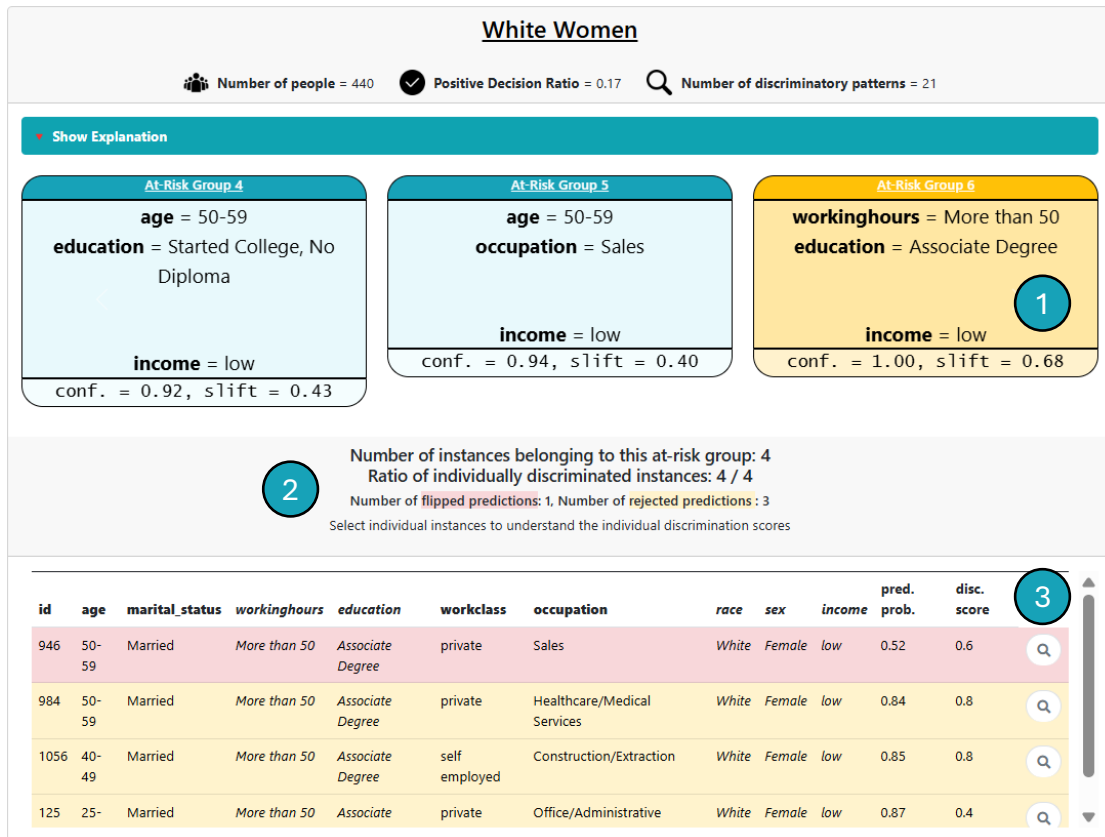 White Women
Number of people = 440 Positive Decision Ratio = 0.17 Number of discriminatory patterns = 21
Show Explanation
At-Risk Group 4
age = 50-59
education = Started College, No
Diploma
income = low
conf. = 0.92, slift = 0.43
At-Risk Group 5
age = 50-59
occupation = Sales
income = low
conf. = 0.94, slift = 0.40
At-Risk Group 6
workinghours = More than 50
education = Associate Degree
1
income = low
conf. = 1.00, slift = 0.68
2
Number of instances belonging to this at-risk group: 4
Ratio of individually discriminated instances: 4 / 4
Number of flipped predictions: 1, Number of rejected predictions : 3
Select individual instances to understand the individual discrimination scores
3
id age marital_status workinghours education workclass occupation race sex income pred. prob. disc. score
946 50-59 Married More than 50 Associate Degree private Sales White Female low 0.52 0.6
984 50-59 Married More than 50 Associate Degree private Healthcare/Medical Services White Female low 0.84 0.8
1056 40-49 Married More than 50 Associate Degree self employed Construction/Extraction White Female low 0.85 0.8
125 25- Married More than 50 Associate private Office/Administrative White Female low 0.87 0.4